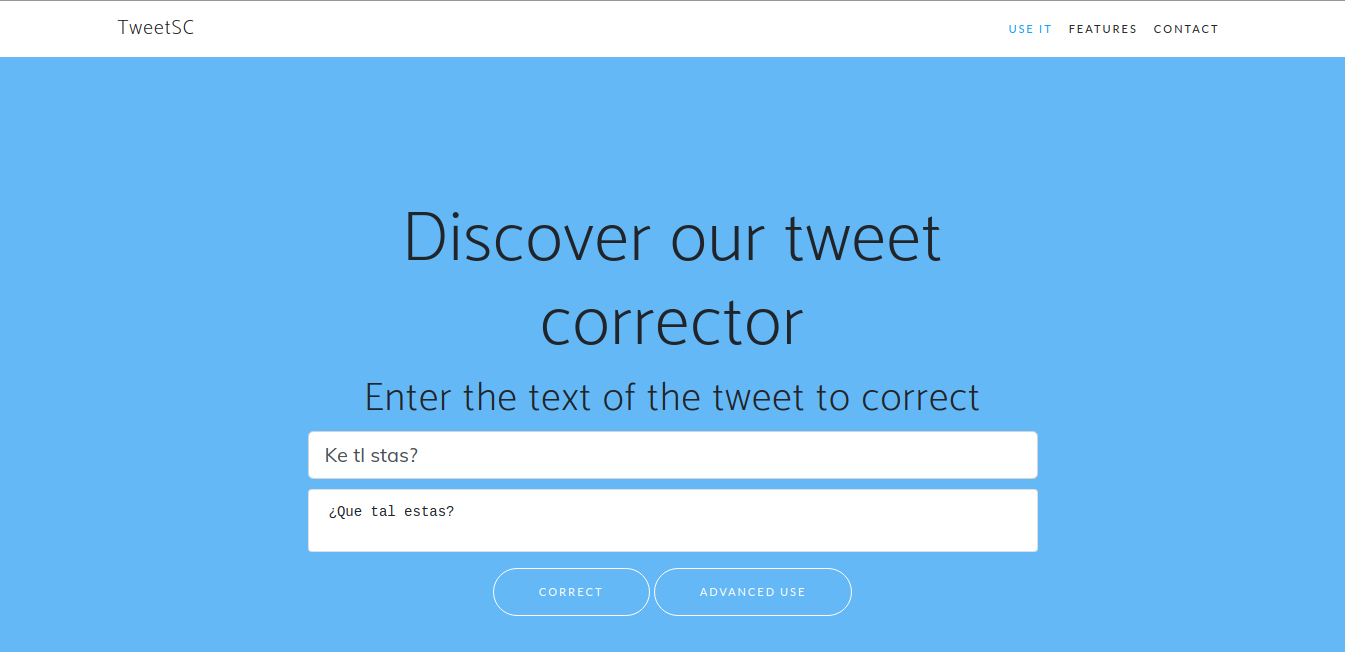 TweetSC
USE IT FEATURES CONTACT
Discover our tweet
corrector
Enter the text of the tweet to correct
Ke tl stas?
¿Que tal estas?
CORRECT
ADVANCED USE